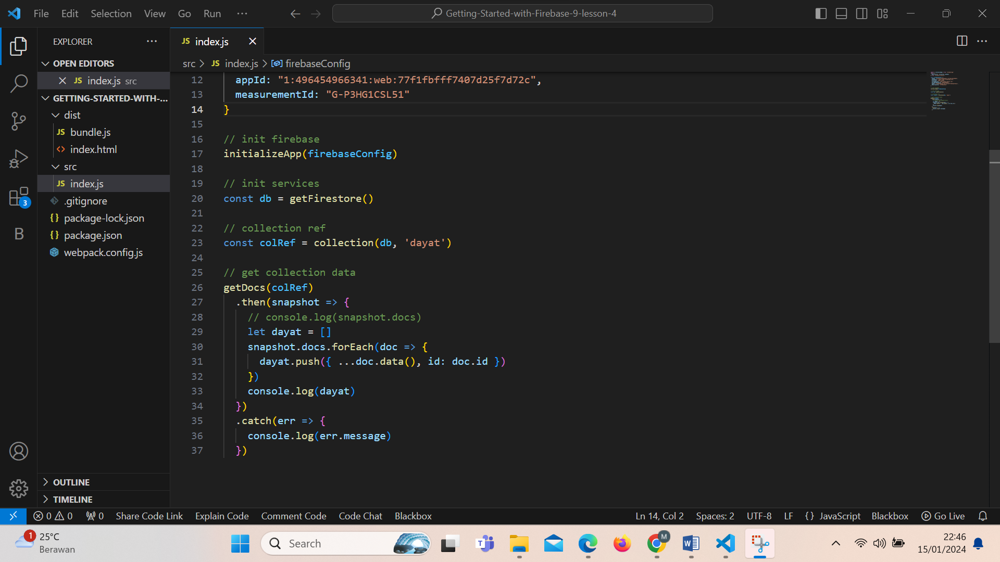 File Edit Selection View Go Run ···
Getting-Started-with-Firebase-9-lesson-4
EXPLORER
OPEN EDITORS
JS index.js src
GETTING-STARTED-WITH-...
dist
JS bundle.js
<> index.html
src
JS index.js
.gitignore
{} package-lock.json
{} package.json
webpack.config.js
OUTLINE
TIMELINE
3
B
JS index.js
src > JS index.js > firebaseConfig
12 appId: "1:496454966341:web:77f1fbfff7407d25f7d72c",
13 measurementId: "G-P3HG1CSL51"
14 }
15
16 // init firebase
17 initializeApp(firebaseConfig)
18
19 // init services
20 const db = getFirestore()
21
22 // collection ref
23 const colRef = collection(db, 'dayat')
24
25 // get collection data
26 getDocs(colRef)
27 .then(snapshot => {
28 // console.log(snapshot.docs)
29 let dayat = []
30 snapshot.docs.forEach(doc => {
31 dayat.push({ ...doc.data(), id: doc.id })
32 })
33 console.log(dayat)
34 })
35 .catch(err => {
36 console.log(err.message)
37 })
0 0 0 Share Code Link Explain Code Comment Code Code Chat Blackbox Ln 14, Col 2 Spaces: 2 UTF-8 LF {} JavaScript Blackbox Go Live
1 25°C
Berawan
Search
T
M
W
22:46
15/01/2024